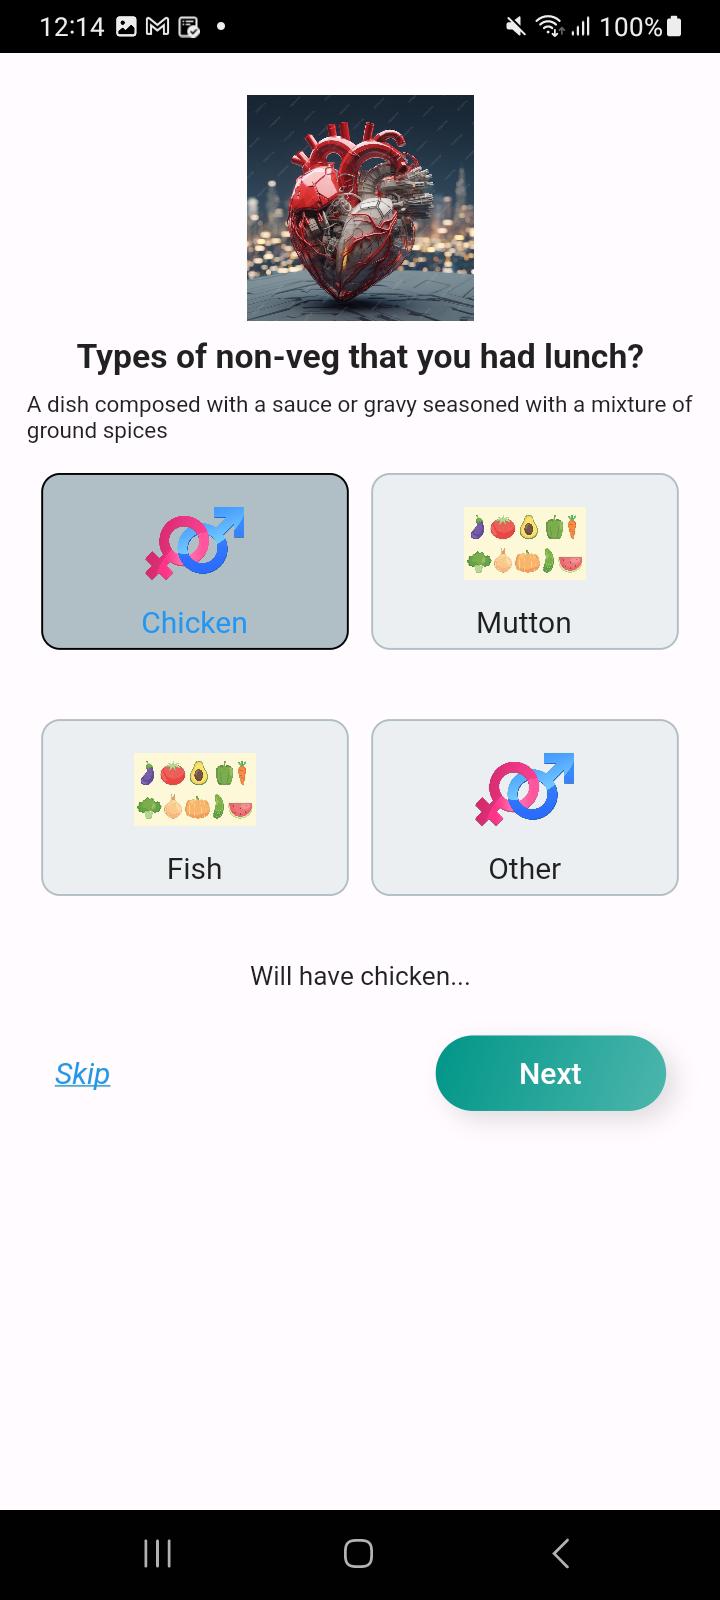 12:14
100%
Types of non-veg that you had lunch?
A dish composed with a sauce or gravy seasoned with a mixture of
ground spices
Chicken
Mutton
Fish
Other
Will have chicken...
Skip
Next